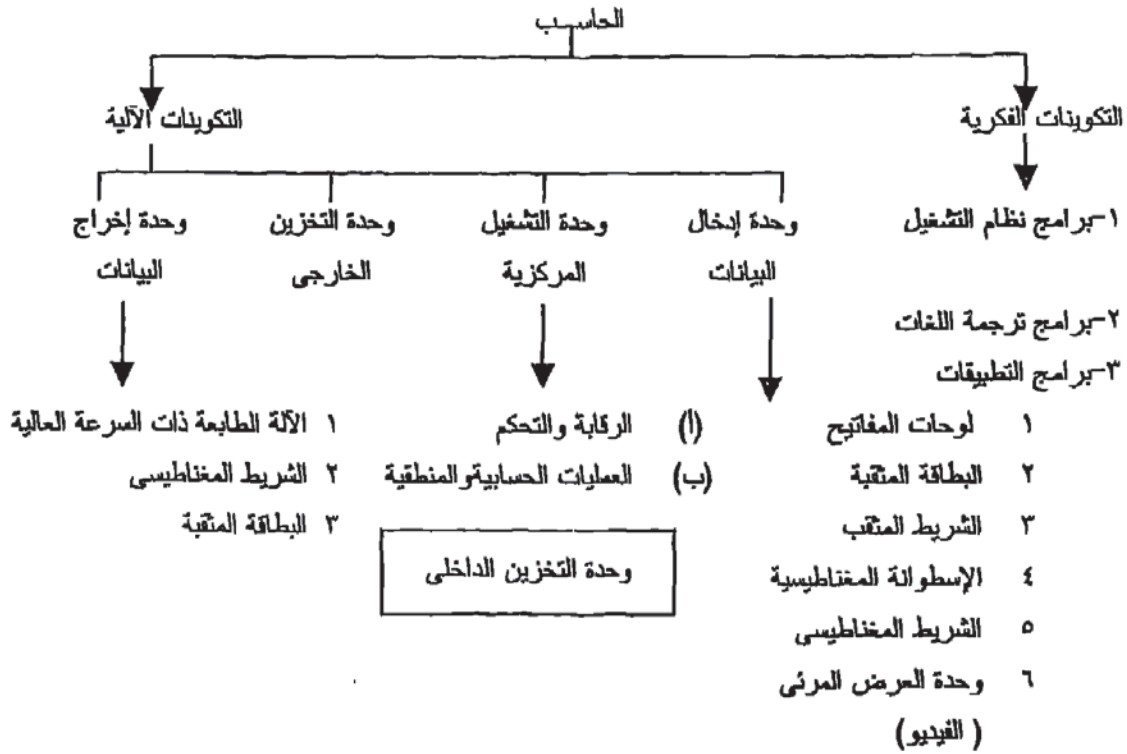 الحاسب
التكوينات الفكرية
التكوينات الآلية
١-برامج نظام التشغيل
٢-برامج ترجمة اللغات
٣-برامج التطبيقات
وحدة إدخال
البيانات
وحدة التشغيل
المركزية
وحدة التخزين
الخارجى
وحدة إخراج
البيانات
١ لوحات المفاتيح
٢ البطاقة المثقبة
٣ الشريط المثقب
٤ الإسطوانة المغناطيسية
٥ الشريط المغناطيسى
٦ وحدة العرض المرئى
( الفيديو)
(أ) الرقابة والتحكم
(ب) العمليات الحسابية والمنطقية
وحدة التخزين الداخلى
١ الآلة الطابعة ذات السرعة العالية
٢ الشريط المغناطيسى
٣ البطاقة المثقبة